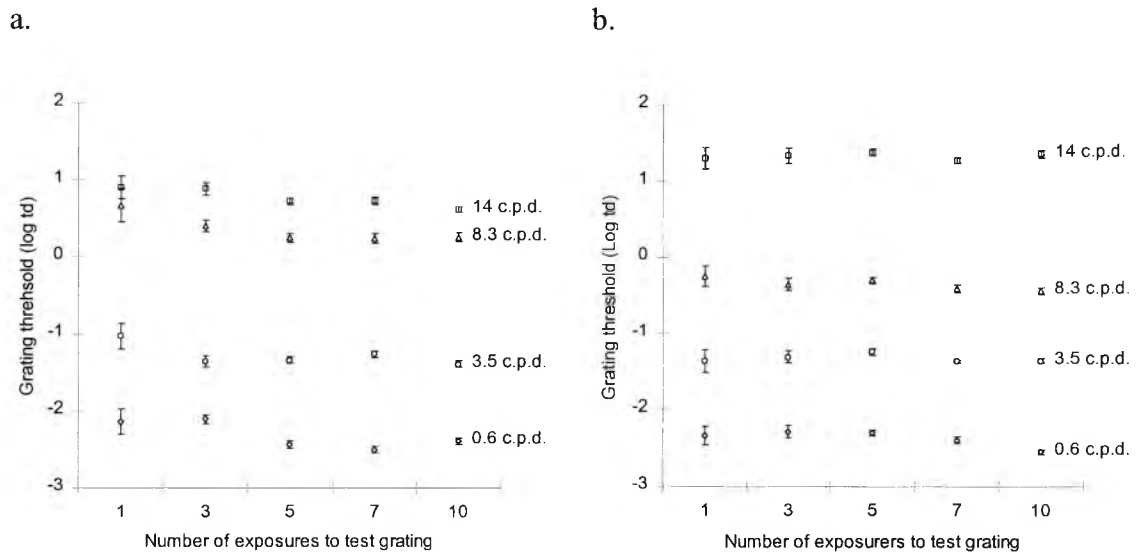 a.
Grating threhsold (log td)
2
1
0
-1
-2
-3
14 c.p.d.
8.3 c.p.d.
3.5 c.p.d.
0.6 c.p.d.
1 3 5 7 10
Number of exposures to test grating
b.
Grating threshold (Log td)
2
1
0
-1
-2
-3
14 c.p.d.
8.3 c.p.d.
3.5 c.p.d.
0.6 c.p.d.
1 3 5 7 10
Number of exposurers to test grating